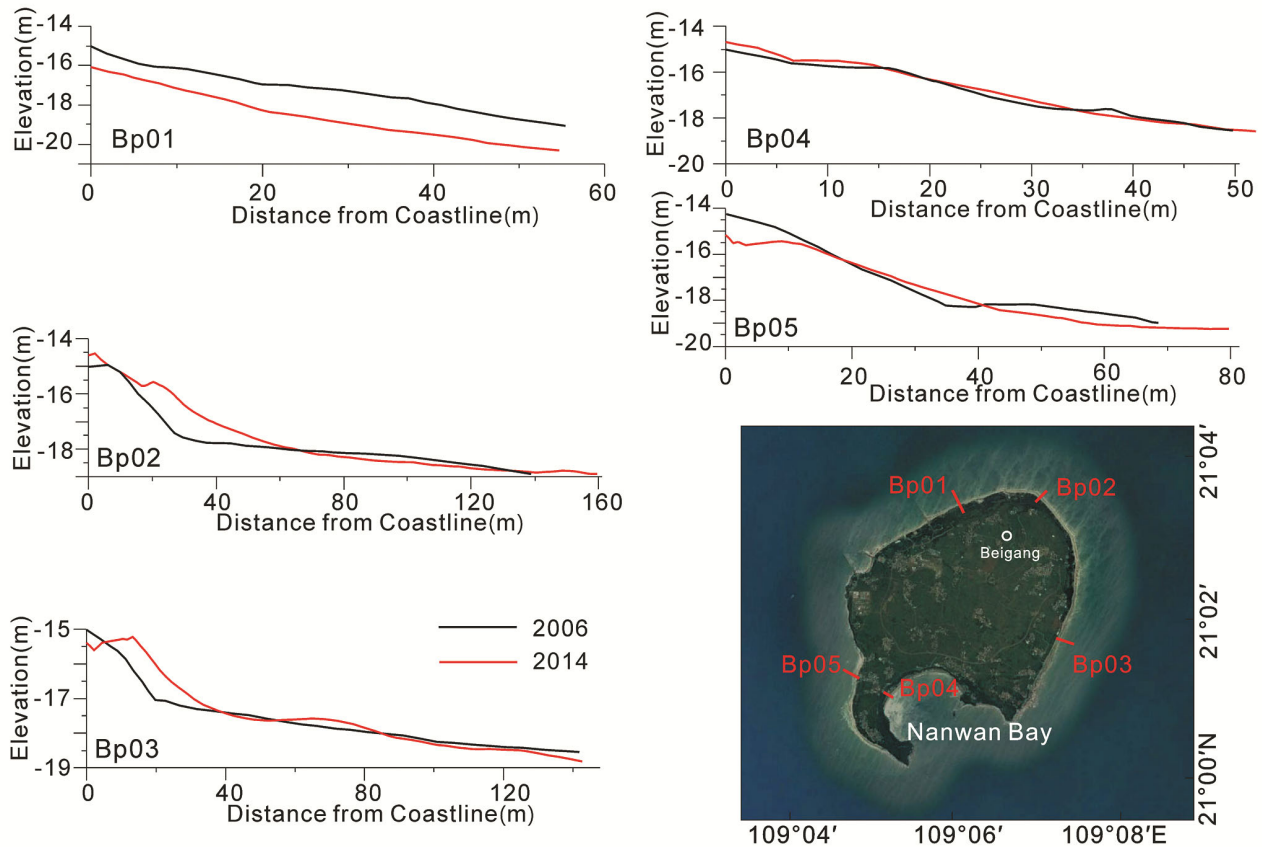 -14
-16
-18
-20
Elevation(m)
Bp01
0
20
40
60
Distance from Coastline(m)
-14
-16
-18
-20
Elevation(m)
Bp04
0
10
20
30
40
50
Distance from Coastline(m)
-14
-16
-18
-20
Elevation(m)
Bp05
0
20
40
60
80
Distance from Coastline(m)
-14
-16
-18
Elevation(m)
Bp02
0
40
80
120
160
Distance from Coastline(m)
-15
-17
-19
Elevation(m)
Bp03
0
40
80
120
Distance from Coastline(m)
2006
2014
Bp01
Bp02
Beigang
Bp03
Bp05
Bp04
Nanwan Bay
21°04′
21°02′
21°00′N
109°04′
109°06′
109°08′E